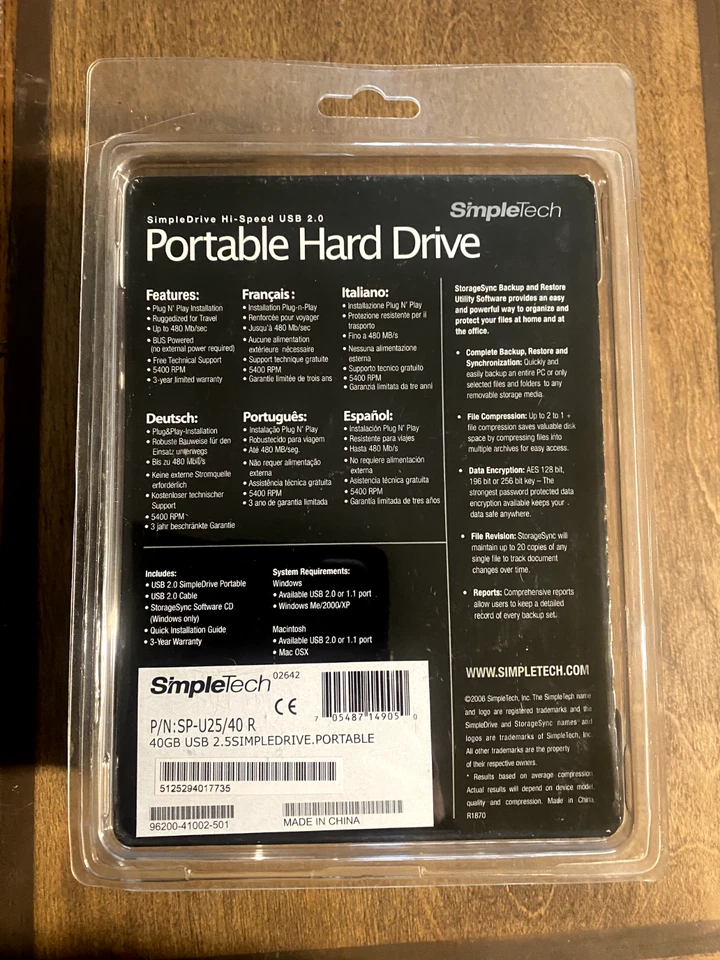 SimpleDrive Hi-Speed USB 2.0
SimpleTech
Portable Hard Drive
Features:
• Plug N' Play Installation
• Ruggedized for Travel
• Up to 480 Mb/sec
• BUS Powered
(no external power required)
• Free Technical Support
• 5400 RPM
• 3-year limited warranty
Français:
• Installation Plug-n-Play
• Renforcée pour voyager
• Jusqu'à 480 Mb/sec
• Aucune alimentation
extérieure nécessaire
• Support technique gratuite
• 5400 RPM
• Garantie limitée de trois ans
Italiano:
• Installazione Plug N' Play
• Protezione resistente per il
trasporto
• Fino a 480 MB/s
• Nessuna alimentazione
esterna
• Supporto tecnico gratuito
• 5400 RPM
• Garanzia limitata da tre anni
Deutsch:
• Plug&Play-Installation
• Robuste Bauweise für den
Einsatz unterwegs
• Bis zu 480 Mbit/s
• Keine externe Stromquelle
erforderlich
• Kostenloser technischer
Support
• 5400 RPM
• 3 jahr beschränkte Garantie
Português:
• Instalação Plug N' Play
• Robustecido para viagem
• Até 480 MB/seg.
• Não requer alimentação
externa
• Assistência técnica gratuita
• 5400 RPM
• 3 ano de garantia limitada
Español:
• Instalación Plug N' Play
• Resistente para viajes
• Hasta 480 Mb/s
• No requiere alimentación
externa
• Asistencia técnica gratuita
• 5400 RPM
• Garantía limitada de tres años
StorageSync Backup and Restore
Utility Software provides an easy
and powerful way to organize and
protect your files at home and at
the office.
• Complete Backup, Restore and
Synchronization: Quickly and
easily backup an entire PC or only
selected files and folders to any
removable storage media.
• File Compression: Up to 2 to 1 +
file compression saves valuable disk
space by compressing files into
multiple archives for easy access.
• Data Encryption: AES 128 bit,
196 bit or 256 bit key – The
strongest password protected data
encryption available keeps your
data safe anywhere.
• File Revision: StorageSync will
maintain up to 20 copies of any
single file to track document
changes over time.
• Reports: Comprehensive reports
allow users to keep a detailed
record of every backup set.
Includes:
• USB 2.0 SimpleDrive Portable
• USB 2.0 Cable
• StorageSync Software CD
(Windows only)
• Quick Installation Guide
• 3-Year Warranty
System Requirements:
Windows
• Available USB 2.0 or 1.1 port
• Windows Me/2000/XP
Macintosh
• Available USB 2.0 or 1.1 port
• Mac OSX
WWW.SIMPLETECH.COM
©2006 SimpleTech, Inc. The SimpleTech name
and logo are registered trademarks and the
SimpleDrive and StorageSync names and
logos are trademarks of SimpleTech, Inc.
All other trademarks are the property
of their respective owners.
* Results based on average compression.
Actual results will depend on device model,
quality and compression. Made in China.
R1870
SimpleTech 02642
CE
P/N:SP-U25/40 R
7 05487 14905 0
40GB USB 2.5SIMPLEDRIVE.PORTABLE
5125294017735
96200-41002-501
MADE IN CHINA